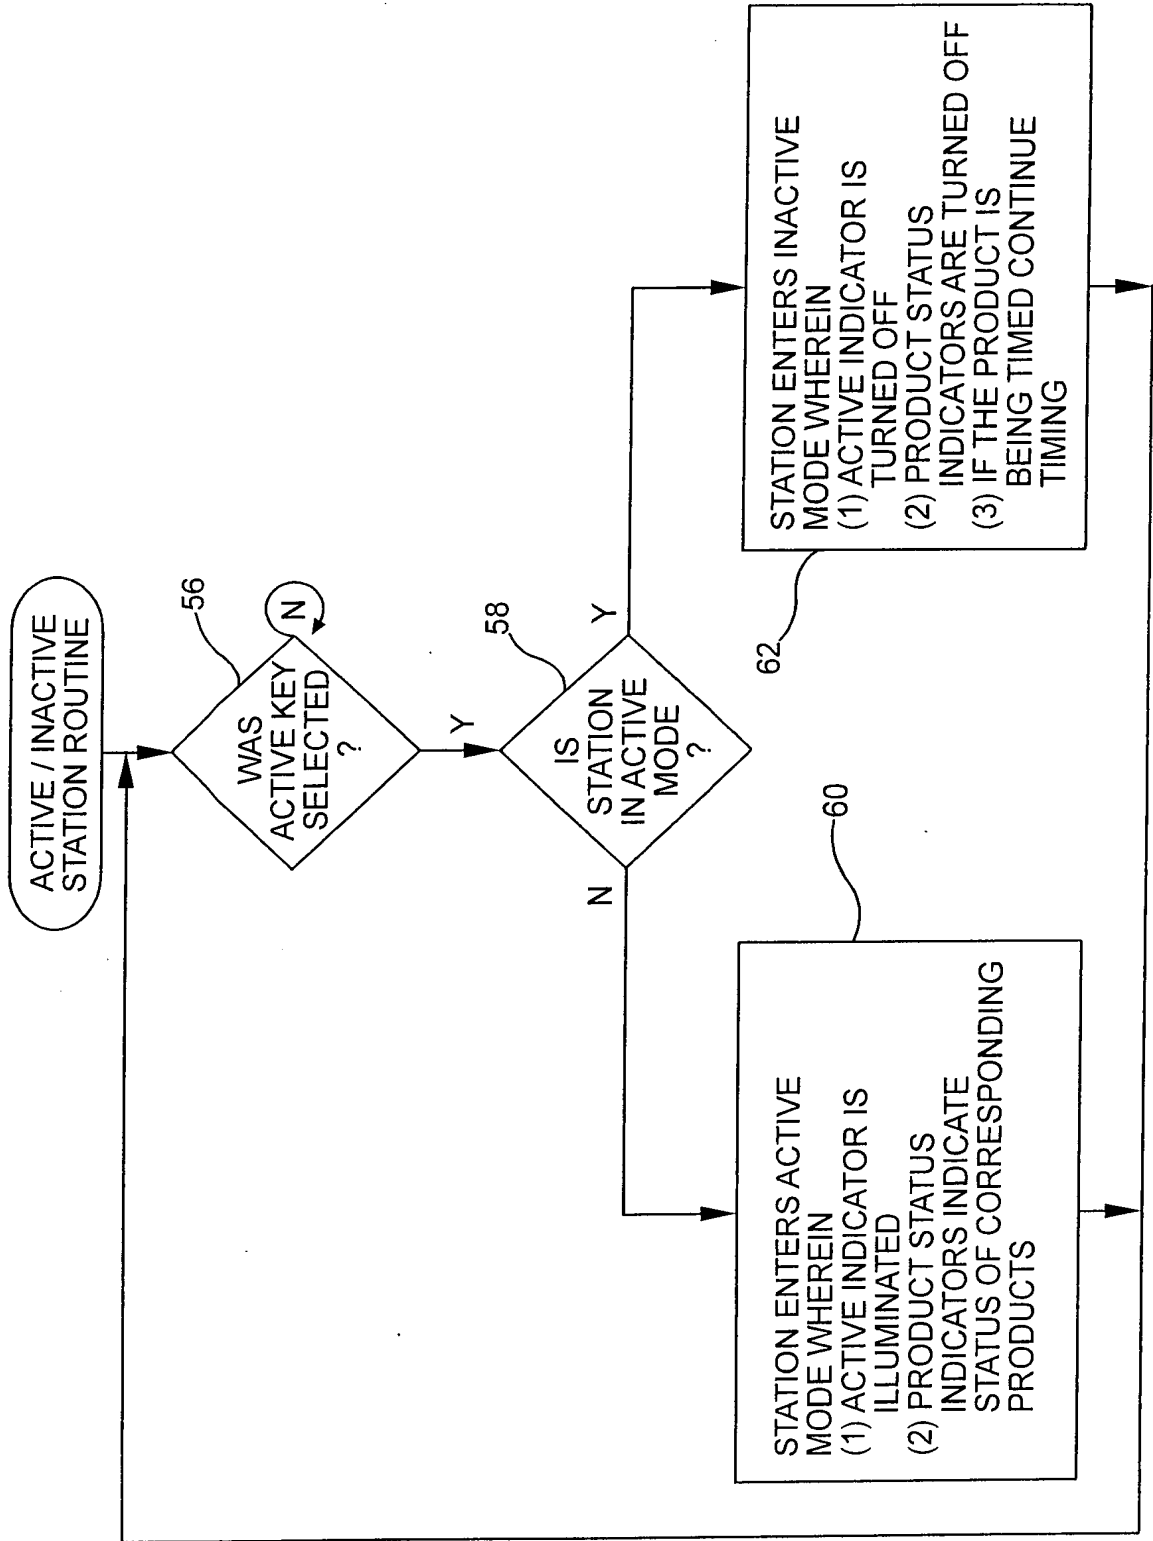 ACTIVE / INACTIVE
STATION ROUTINE
56
WAS
ACTIVE KEY
SELECTED
?
N
Y
58
IS
STATION
IN ACTIVE
MODE
?
N
Y
60
STATION ENTERS ACTIVE
MODE WHEREIN
(1) ACTIVE INDICATOR IS
ILLUMINATED
(2) PRODUCT STATUS
INDICATORS INDICATE
STATUS OF CORRESPONDING
PRODUCTS
62
STATION ENTERS INACTIVE
MODE WHEREIN
(1) ACTIVE INDICATOR IS
TURNED OFF
(2) PRODUCT STATUS
INDICATORS ARE TURNED OFF
(3) IF THE PRODUCT IS
BEING TIMED CONTINUE
TIMING